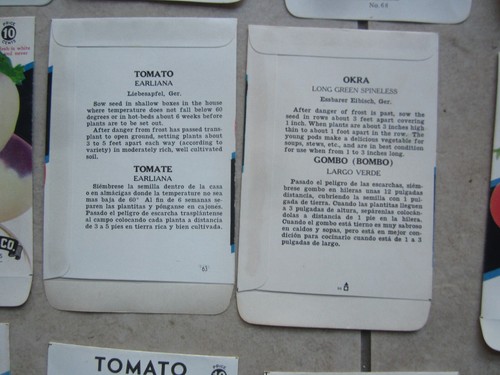 No. 66
PRICE
10
CENTS
TOMATO
EARLIANA
Liebesapfel, Ger.
Sow seed in shallow boxes in the house
where temperature does not fall below 60
degrees or in hot-beds about 6 weeks before
plants are to be set out.
After danger from frost has passed trans-
plant to open ground, setting plants about
3 to 5 feet apart each way (according to
variety) in moderately rich, well cultivated
soil.
TOMATE
EARLIANA
Siémbrese la semilla dentro de la casa
o en almácigas donde la temperatura no sea
mas baja de 60° Al fin de 6 semanas se-
paren las plantitas y pónganse en cajones.
Pasado el peligro de escarcha trasplántense
al campo colocando cada planta a distancia
de 3 a 5 pies en tierra rica y bien cultivada.
OKRA
LONG GREEN SPINELESS
Essbarer Eibisch, Ger.
After danger of frost is past, sow the
seed in rows about 3 feet apart covering
1 inch. When plants are about 3 inches high
thin to about 1 foot apart in the row. The
young pods make a delicious vegetable for
soups, stews, etc., and are in best condition
for use when from 1 to 3 inches long.
GOMBO (BOMBO)
LARGO VERDE
Pasado el peligro de las escarchas, siém-
brese gombo en hileras una 12 pulgadas
de distancia, cubriendo la semilla con 1 pul-
gada de tierra. Cuando las plantitas lleguen
a 3 pulgadas de altura, sepárenlas colocán-
dolas a distancia de 1 pie en la hilera.
Cuando el gombo está tierno es muy sabroso
en caldos y sopas, pero está en mejor con-
dición para cocinarlo cuando está de 1 a 3
pulgadas de largo.
CO.
TOMATO
PRICE
10